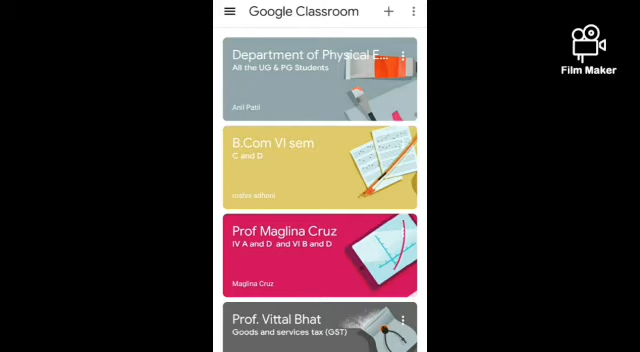 Google Classroom
Department of Physical E...
All the UG & PG Students
Anil Patil
B.Com VI sem
C and D
Prof Maglina Cruz
IV A and D and VI B and D
Maglina Cruz
Prof. Vittal Bhat
Goods and services tax (GST)
Film Maker